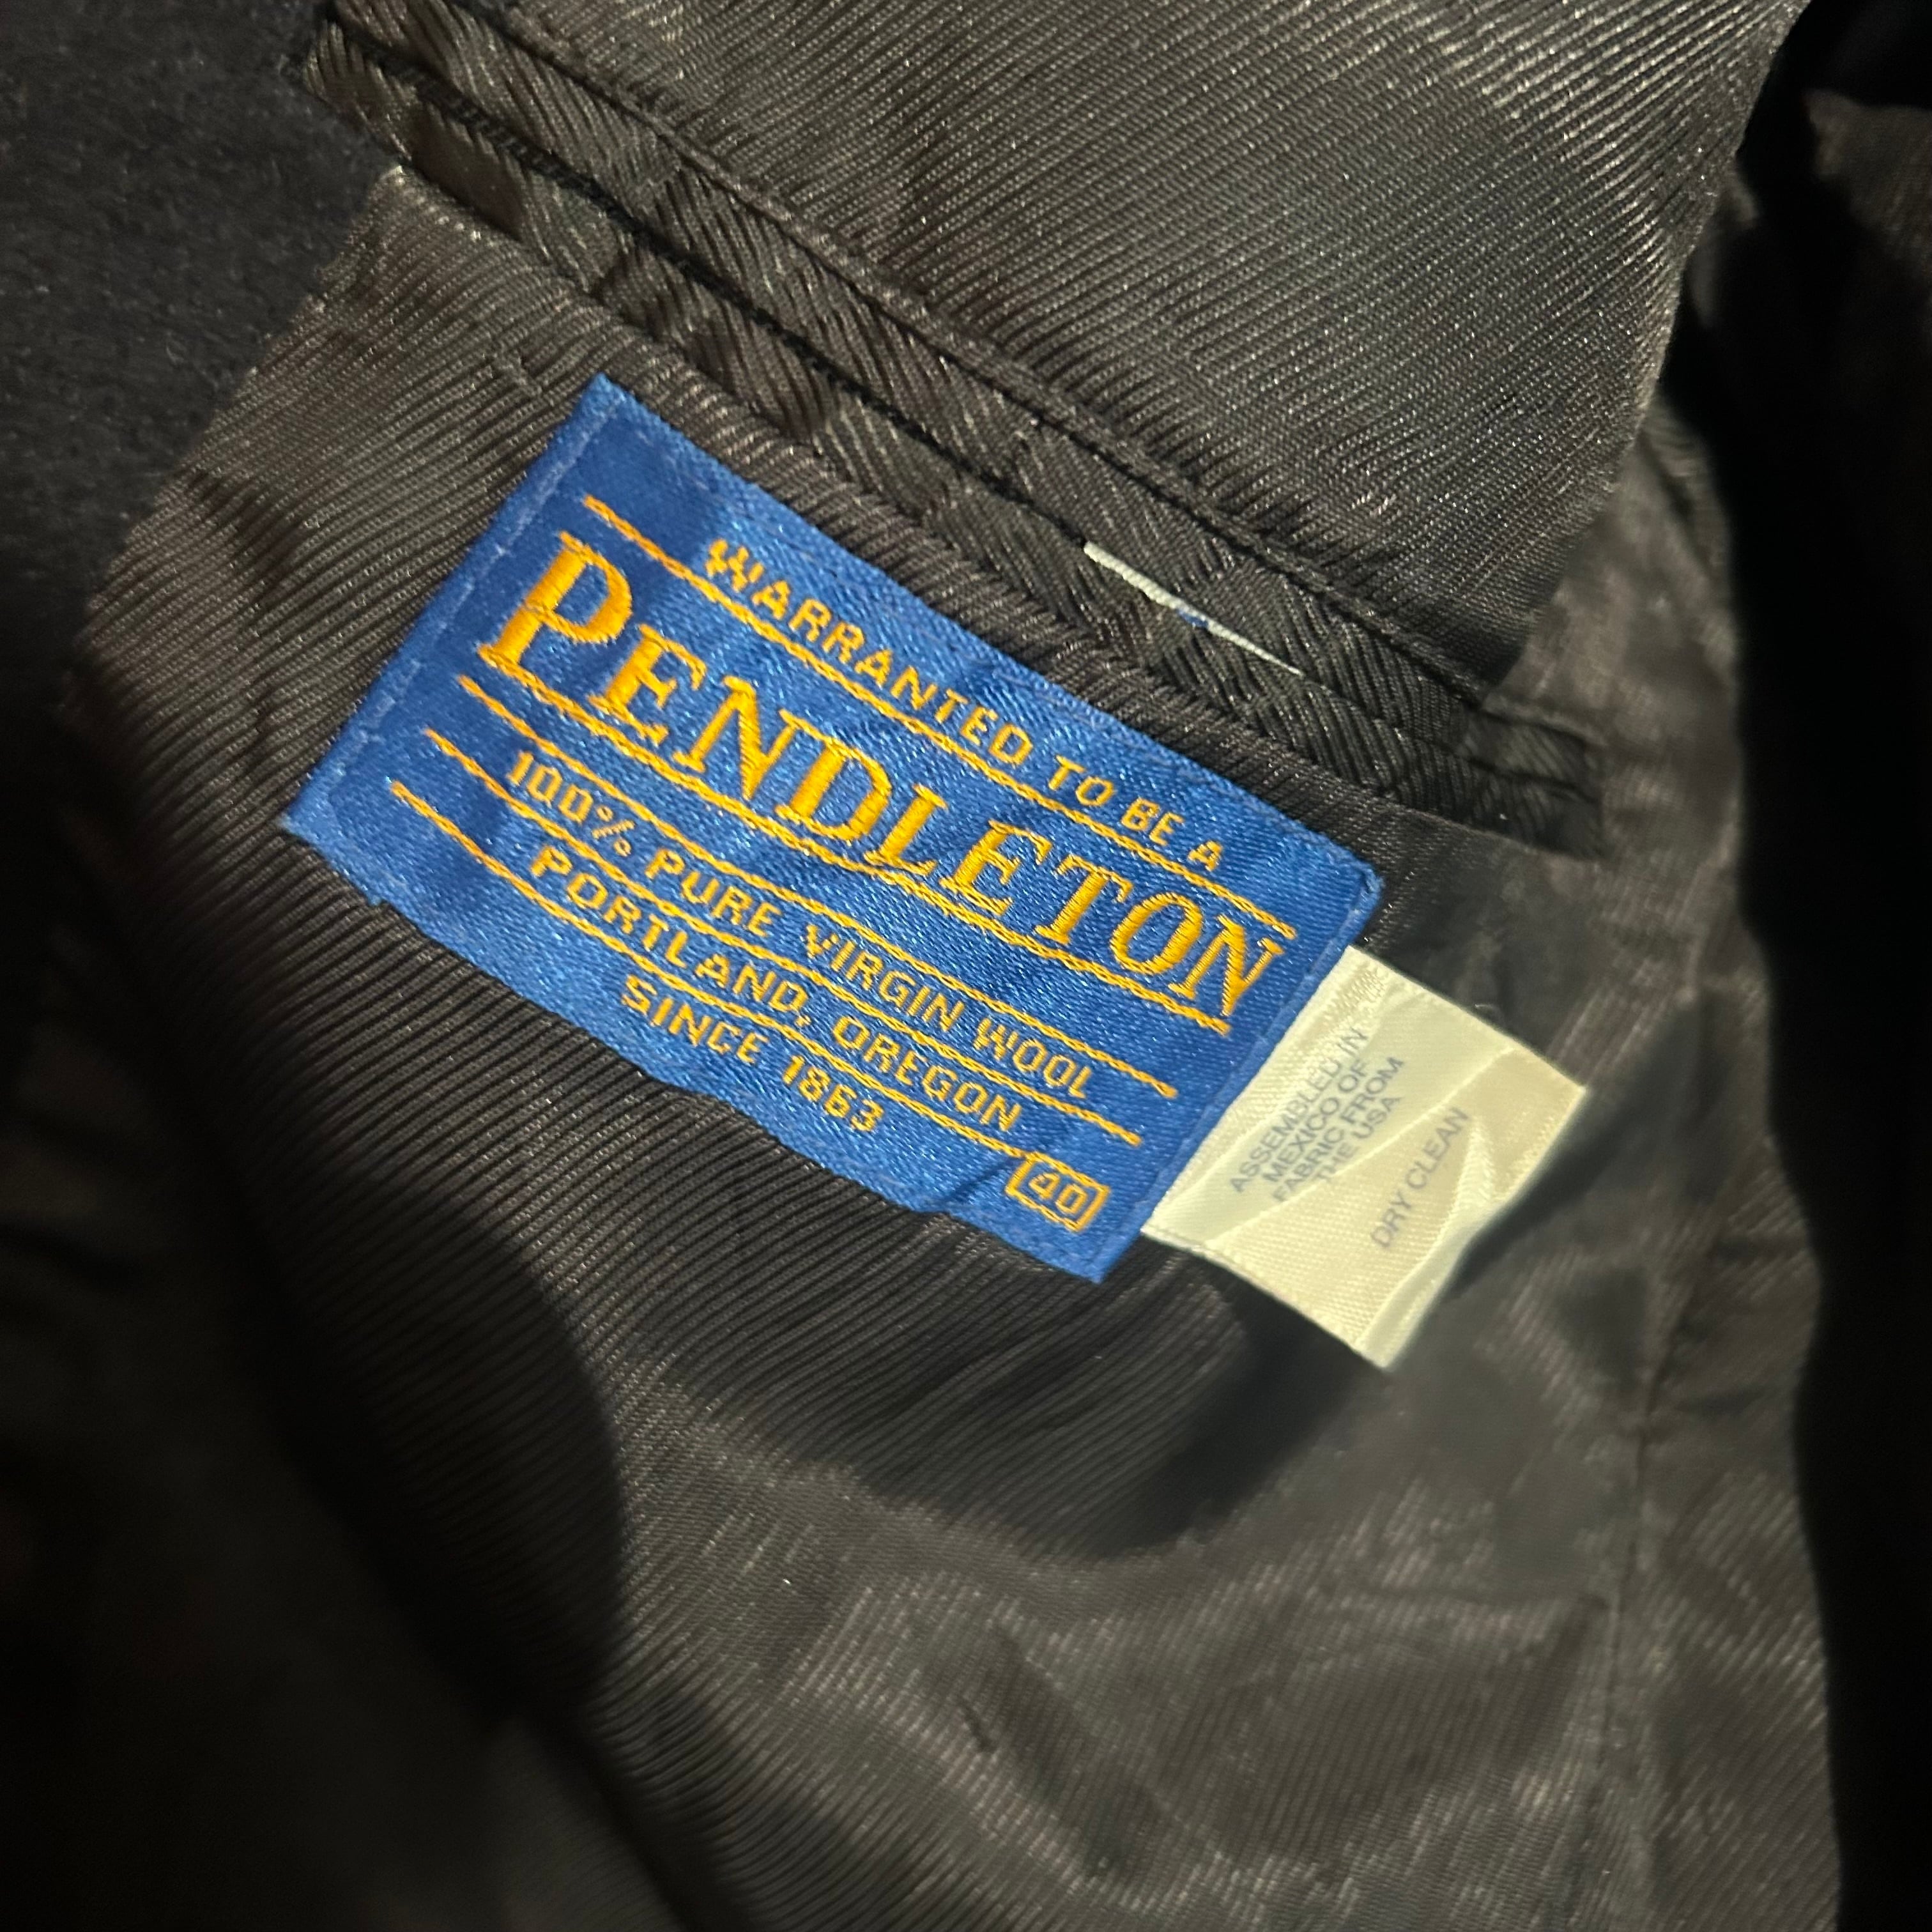 WARRANTED TO BE A
PENDLETON
100% PURE VIRGIN WOOL
PORTLAND, OREGON
SINCE 1863
40
ASSEMBLED IN
MEXICO OF
FABRIC FROM
THE USA
DRY CLEAN